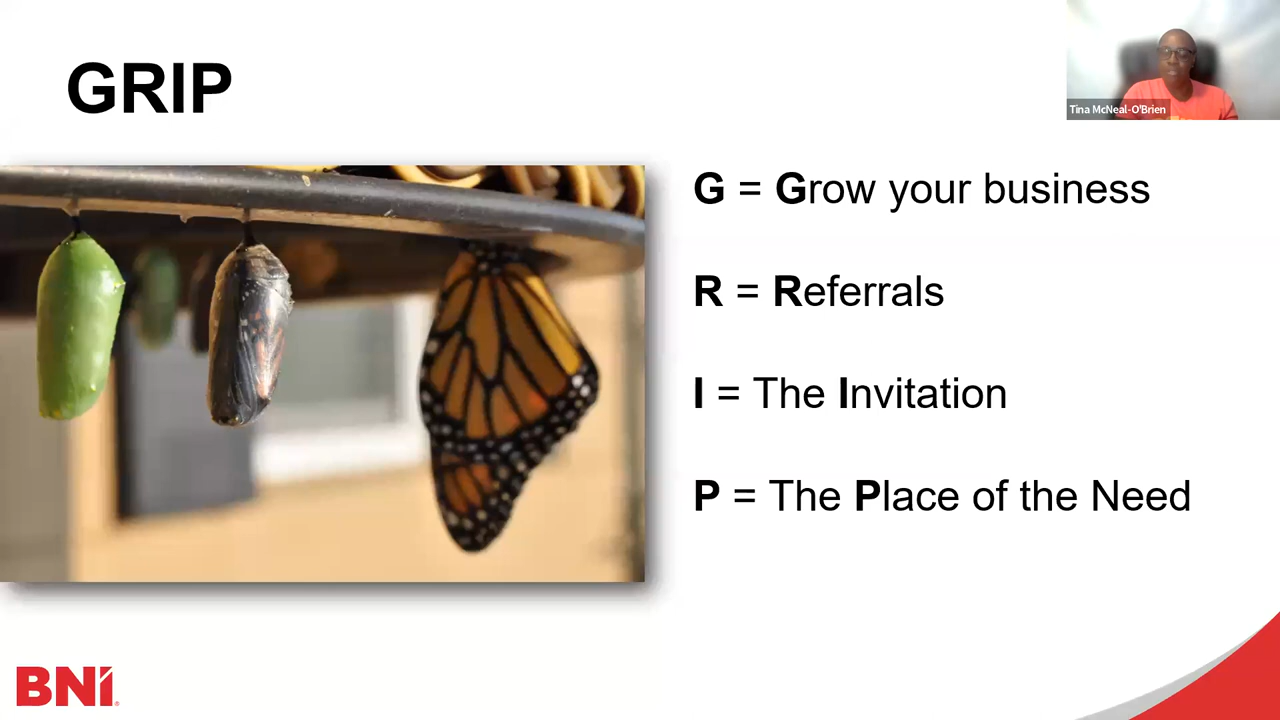 GRIP
Tina McNeal-O'Brien
G = Grow your business
R = Referrals
I = The Invitation
P = The Place of the Need
BNI